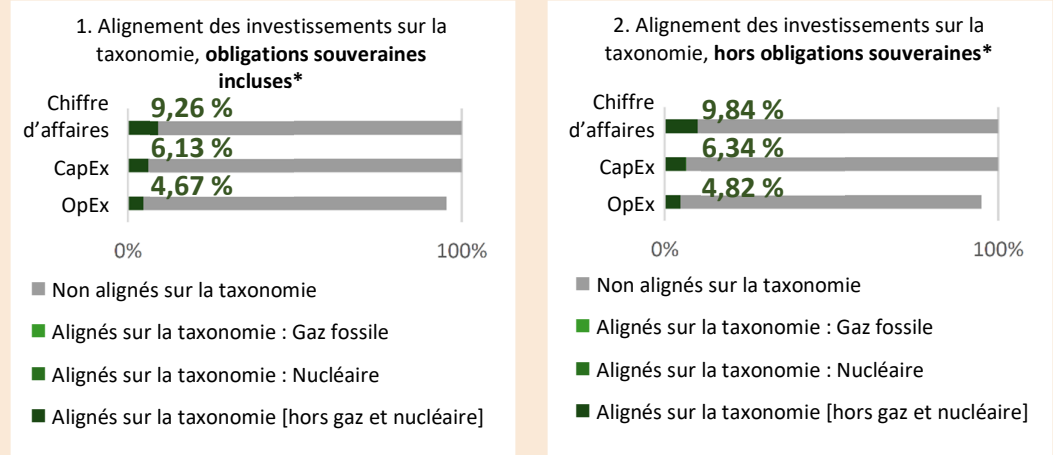 1. Alignement des investissements sur la
taxonomie, obligations souveraines
incluses*
Chiffre
d’affaires
9,26 %
CapEx
6,13 %
OpEx
4,67 %
0%
100%
Non alignés sur la taxonomie
Alignés sur la taxonomie : Gaz fossile
Alignés sur la taxonomie : Nucléaire
Alignés sur la taxonomie [hors gaz et nucléaire]
2. Alignement des investissements sur la
taxonomie, hors obligations souveraines*
Chiffre
d’affaires
9,84 %
CapEx
6,34 %
OpEx
4,82 %
0%
100%
Non alignés sur la taxonomie
Alignés sur la taxonomie : Gaz fossile
Alignés sur la taxonomie : Nucléaire
Alignés sur la taxonomie [hors gaz et nucléaire]